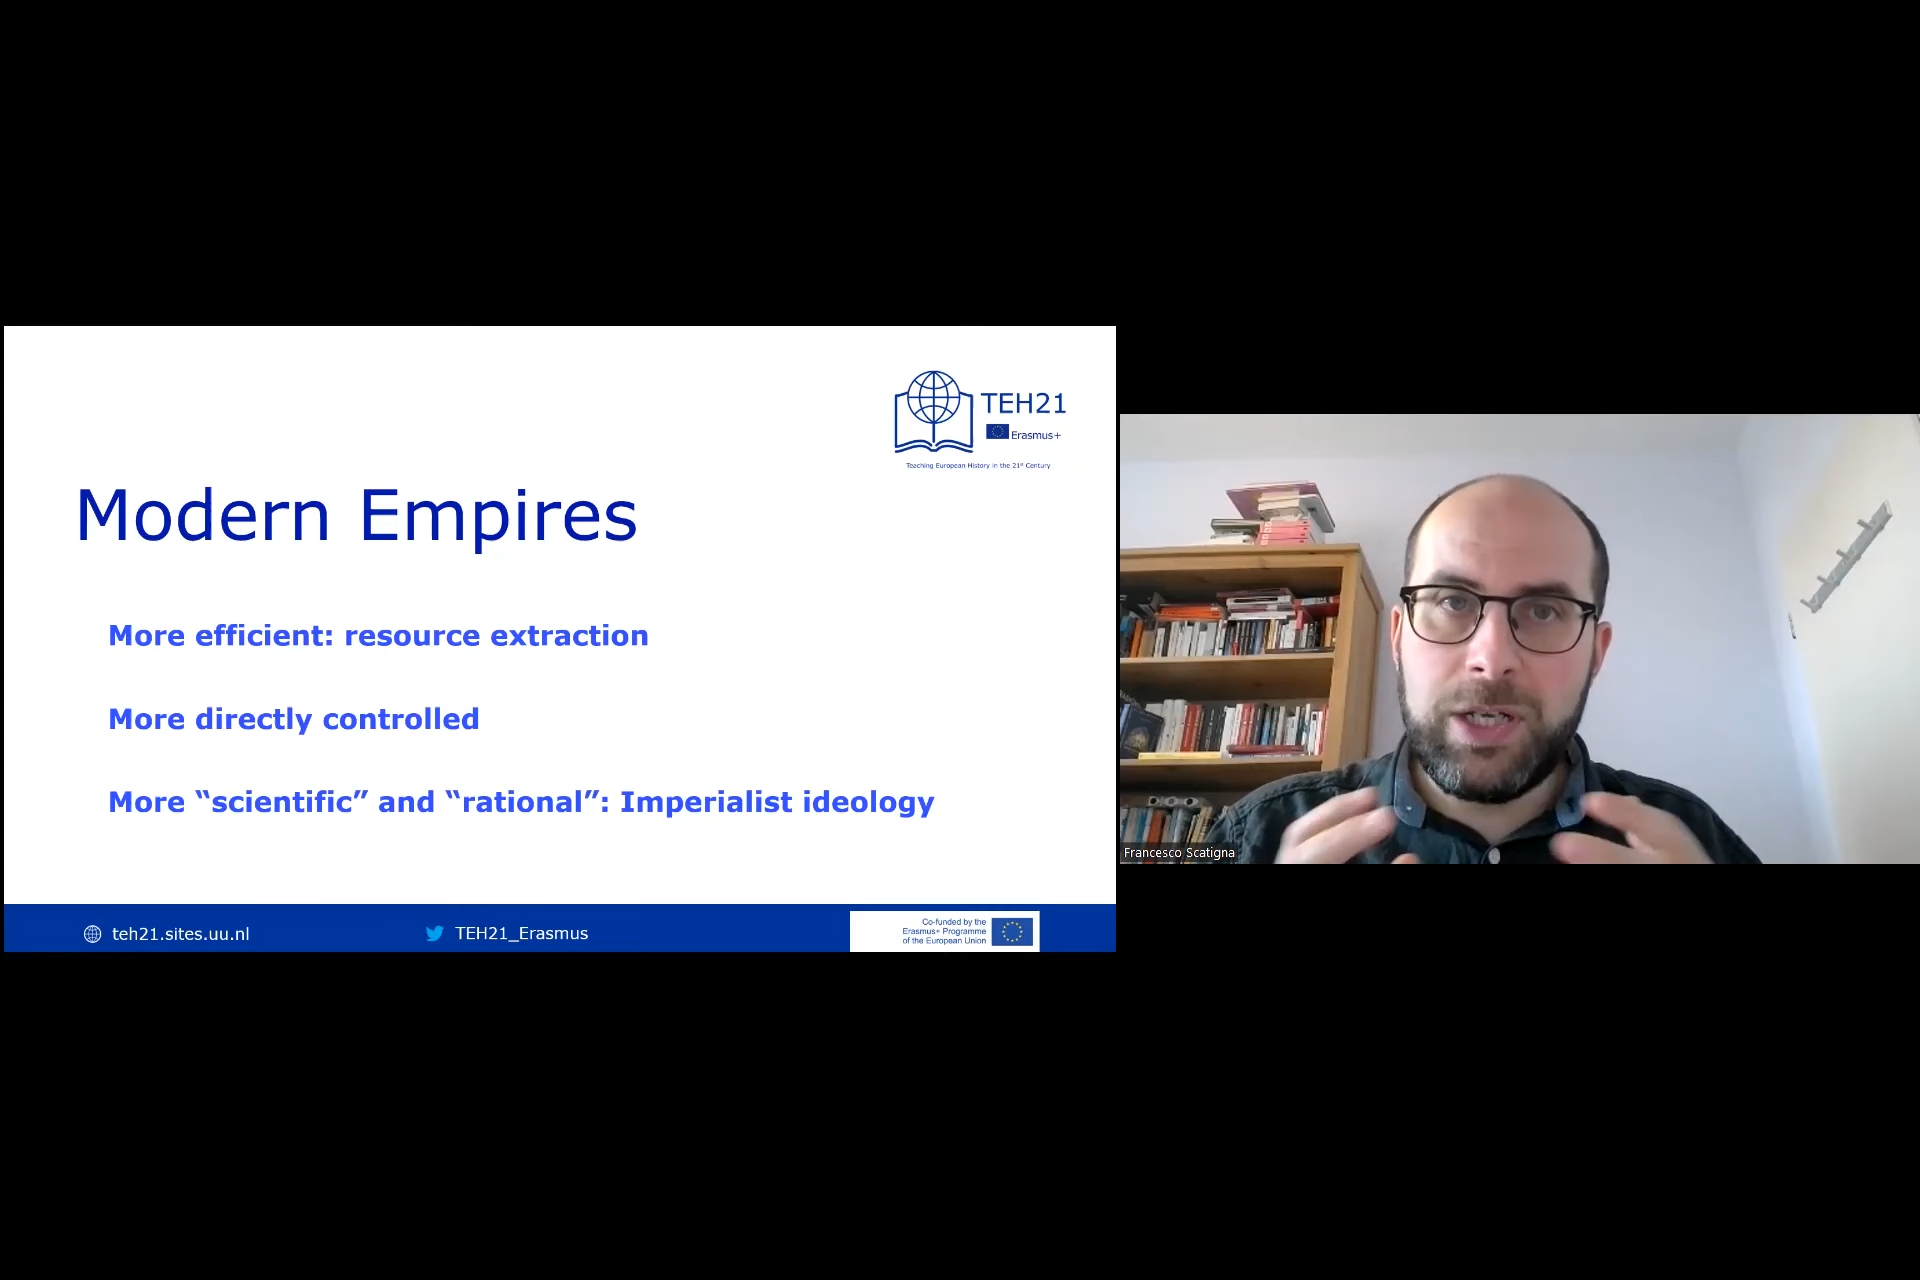 TEH21
Erasmus+
Teaching European History in the 21st Century
Modern Empires
More efficient: resource extraction
More directly controlled
More “scientific” and “rational”: Imperialist ideology
teh21.sites.uu.nl
TEH21_Erasmus
Co-funded by the
Erasmus+ Programme
of the European Union
Francesco Scatigna